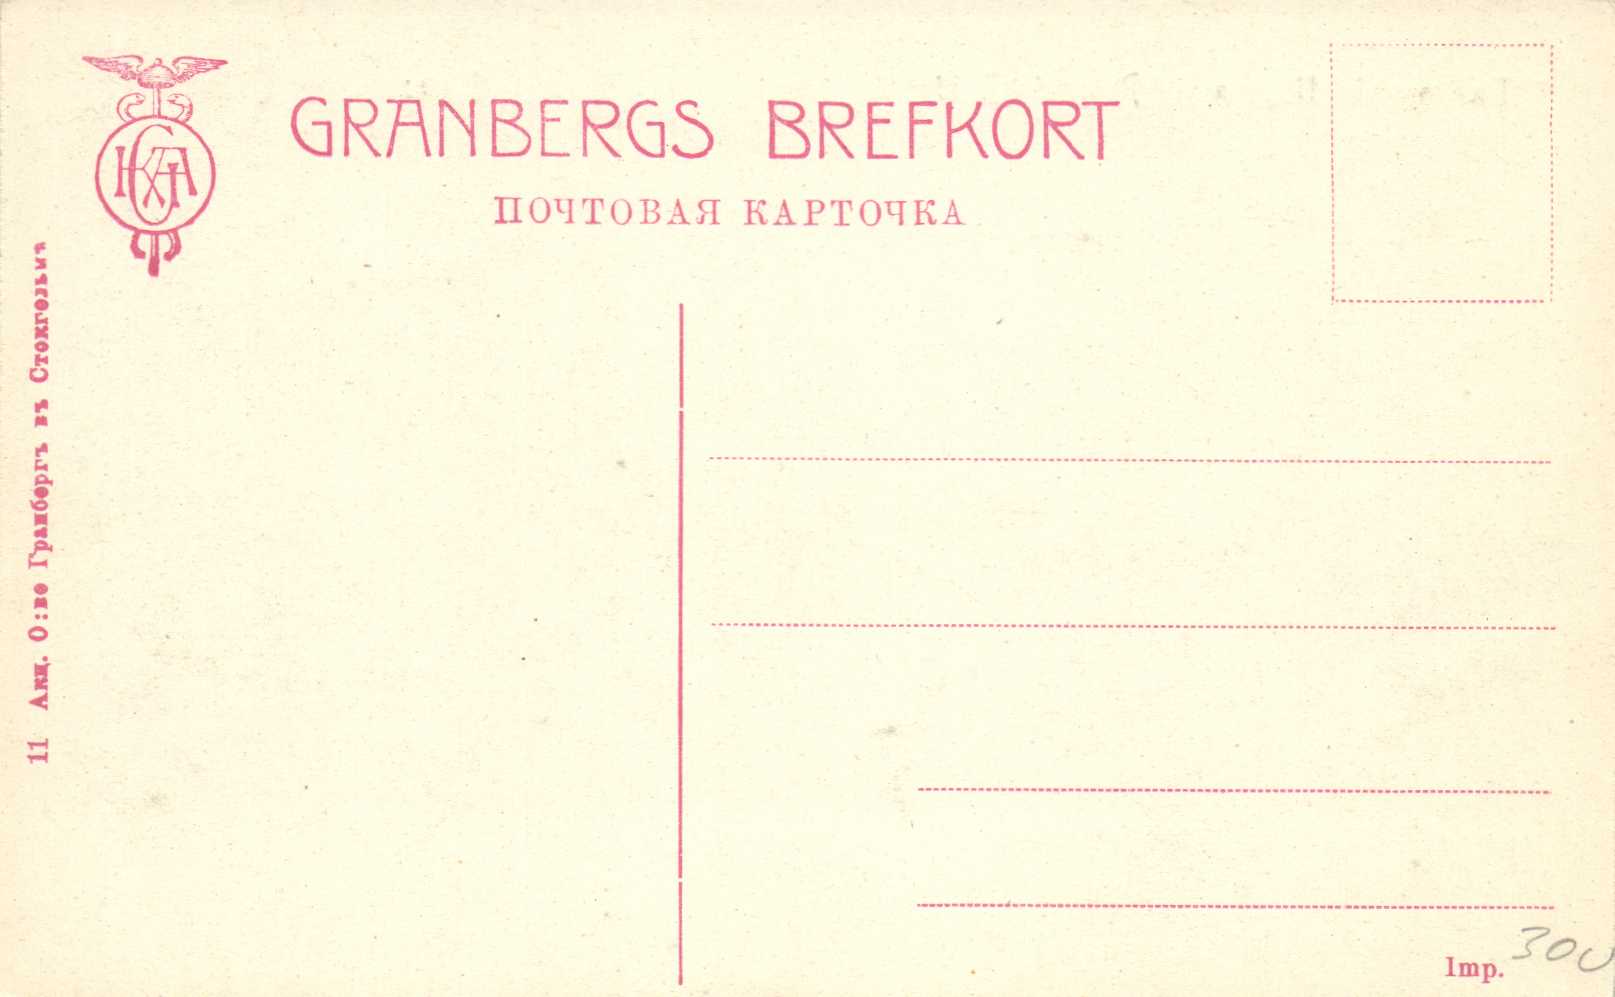 GRANBERGS BREFKORT
ПОЧТОВАЯ КАРТОЧКА
11 Акц. О:во Гранбергъ въ Стокгольмѣ
Imp.
300